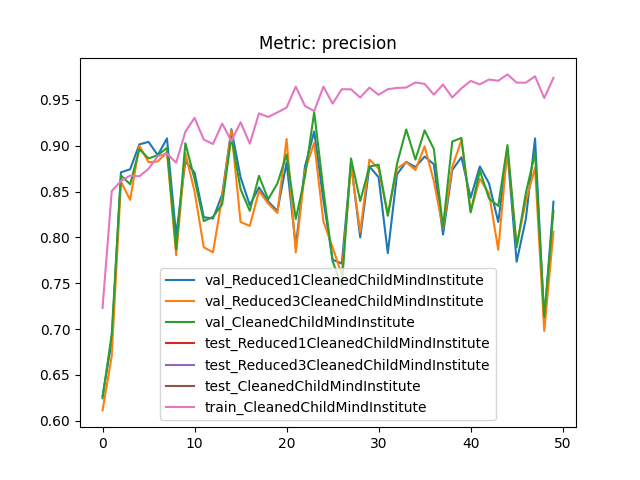 Metric: precision
0.95
0.90
0.85
0.80
0.75
0.70
0.65
0.60
val_Reduced1CleanedChildMindInstitute
val_Reduced3CleanedChildMindInstitute
val_CleanedChildMindInstitute
test_Reduced1CleanedChildMindInstitute
test_Reduced3CleanedChildMindInstitute
test_CleanedChildMindInstitute
train_CleanedChildMindInstitute
0 10 20 30 40 50